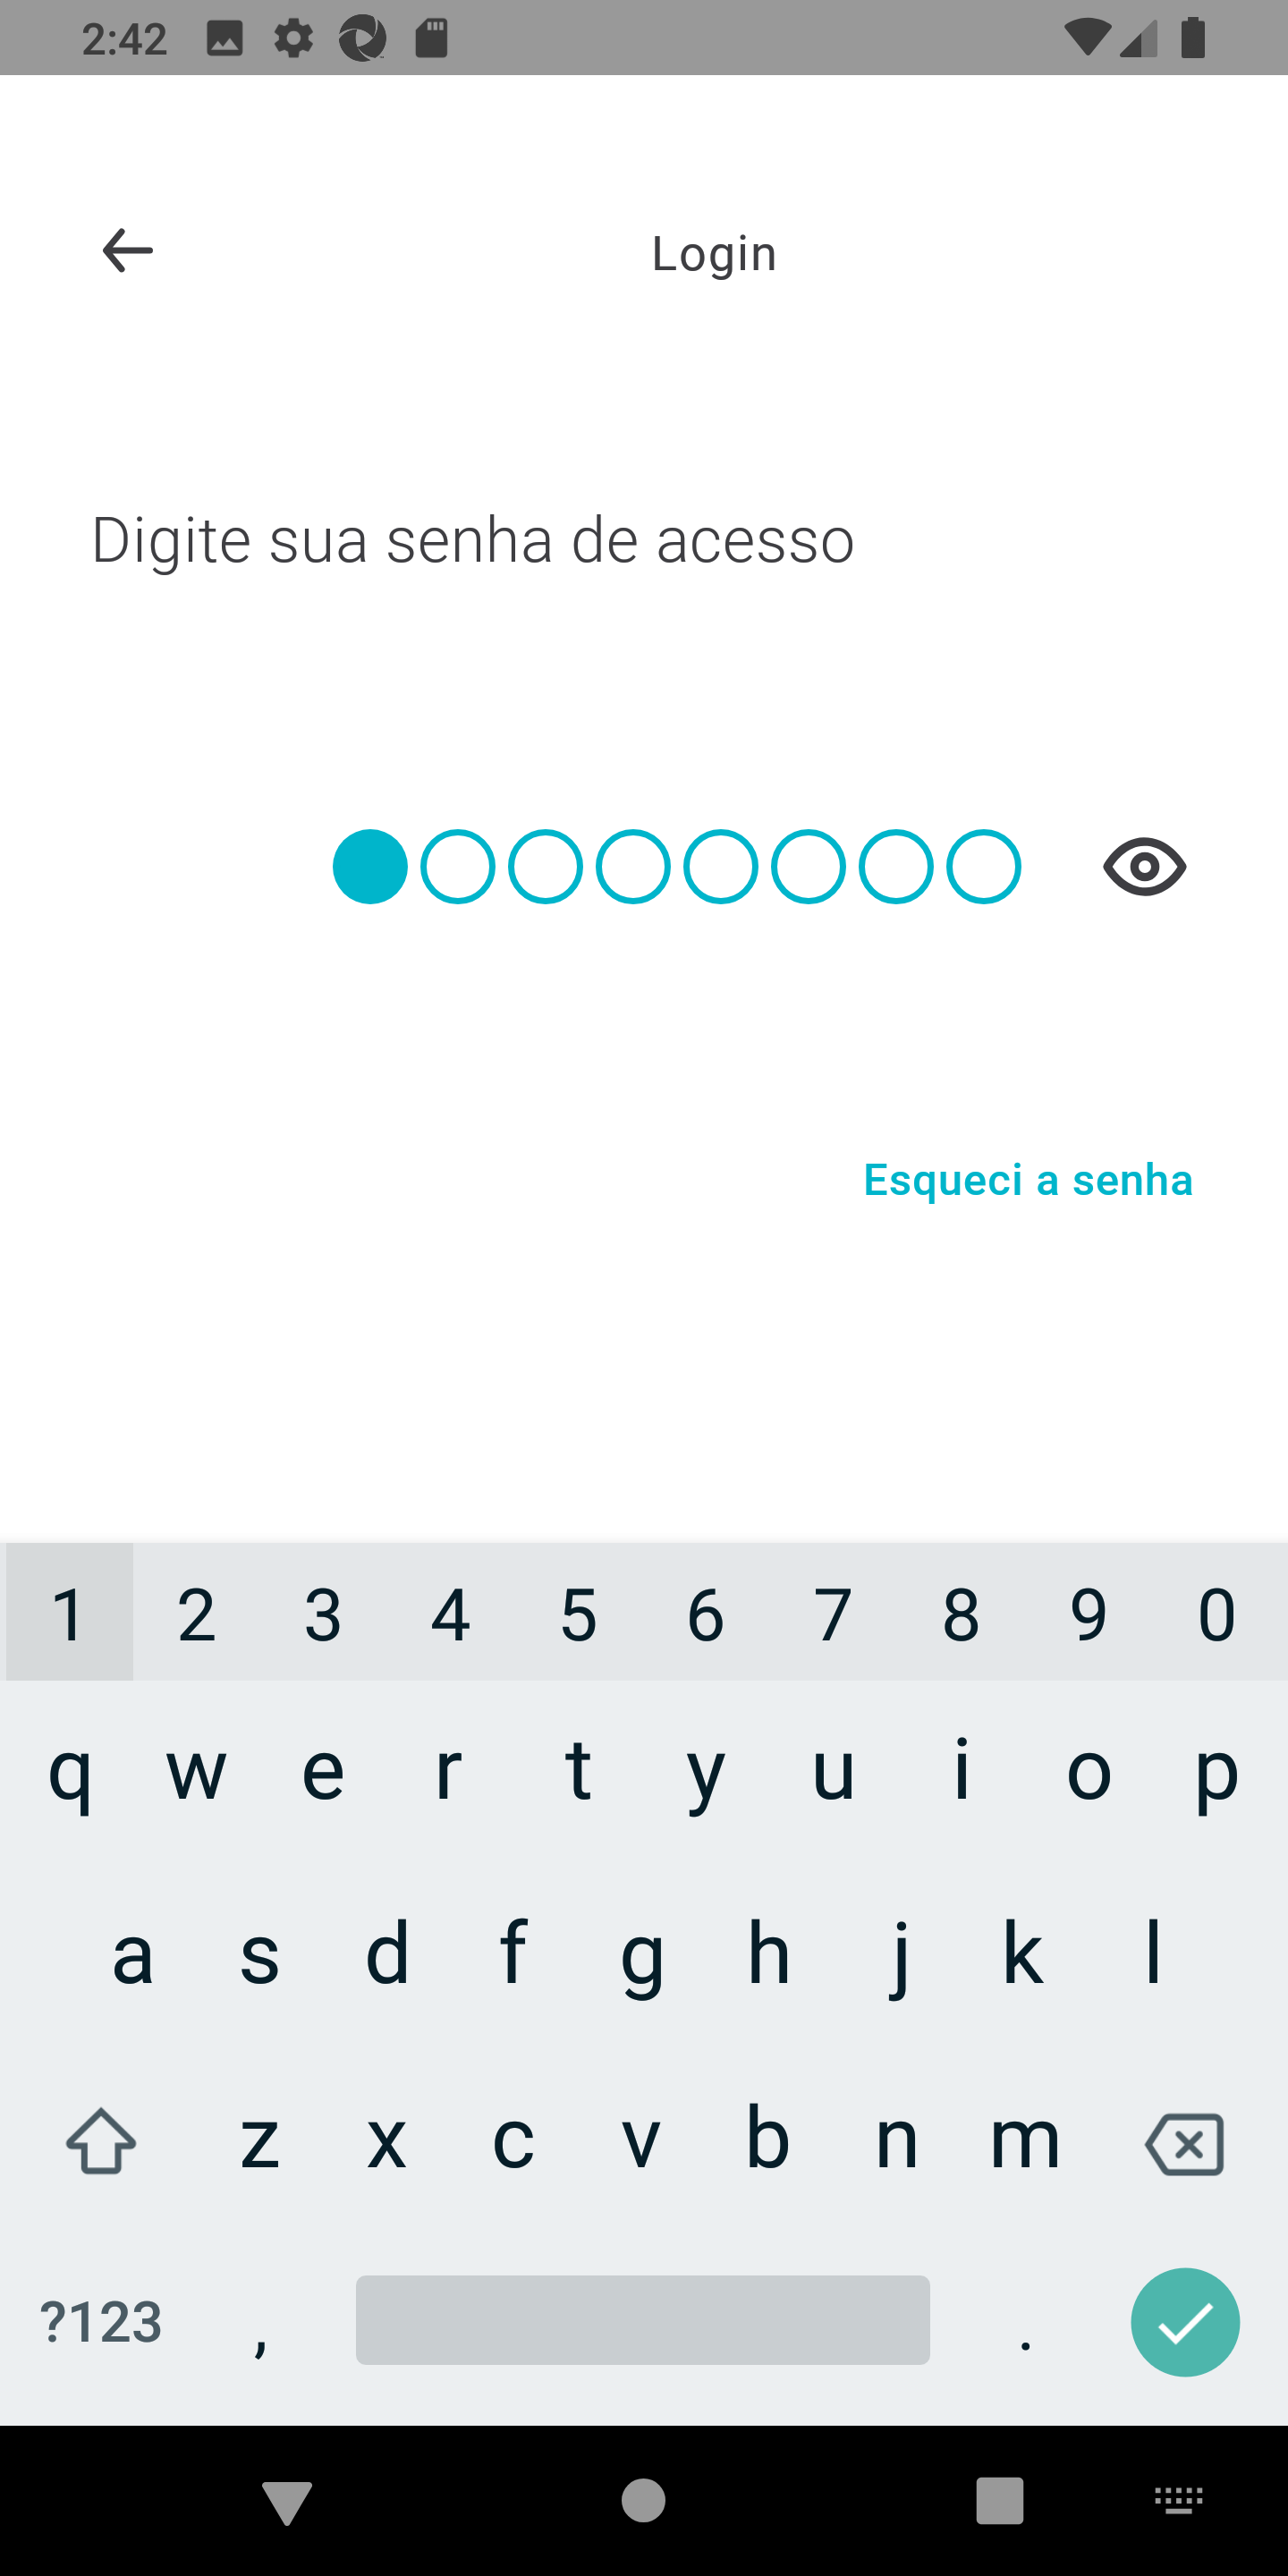 2:42
Login
Digite sua senha de acesso
Esqueci a senha
1 2 3 4 5 6 7 8 9 0
q w e r t y u i o p
a s d f g h j k l
z x c v b n m
?123 , .